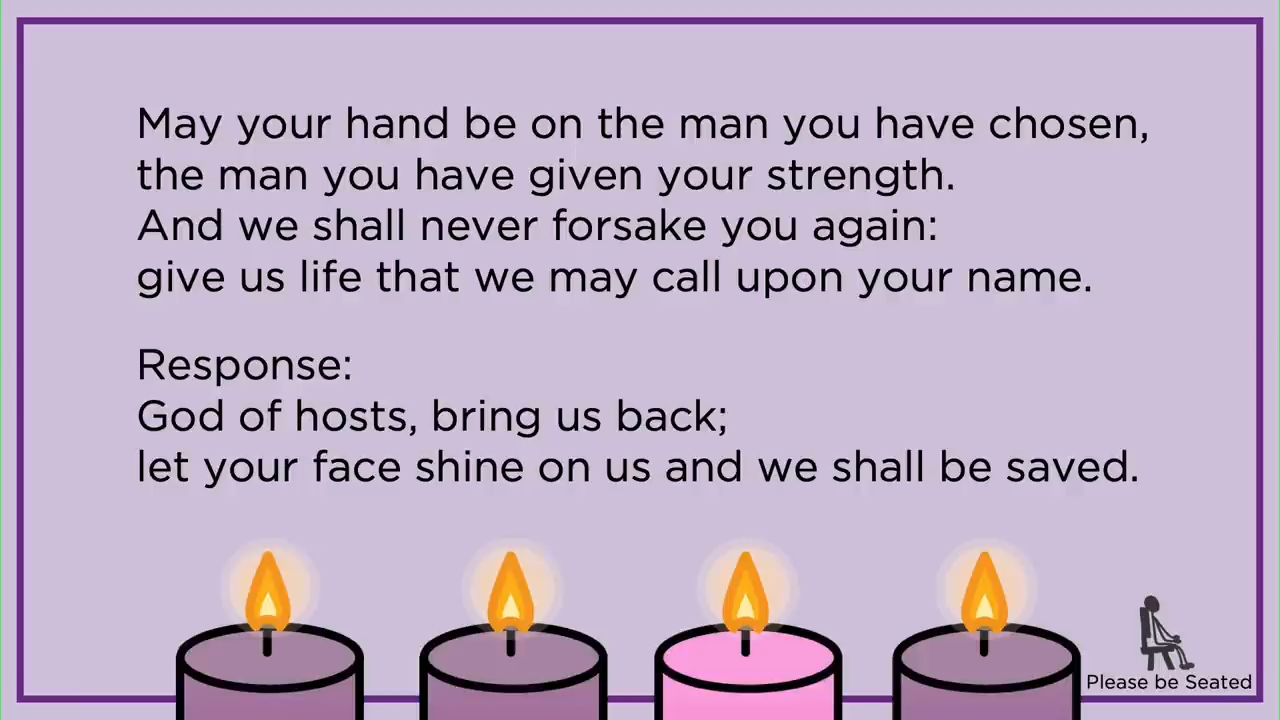 May your hand be on the man you have chosen,
the man you have given your strength.
And we shall never forsake you again:
give us life that we may call upon your name.
Response:
God of hosts, bring us back;
let your face shine on us and we shall be saved.
Please be Seated